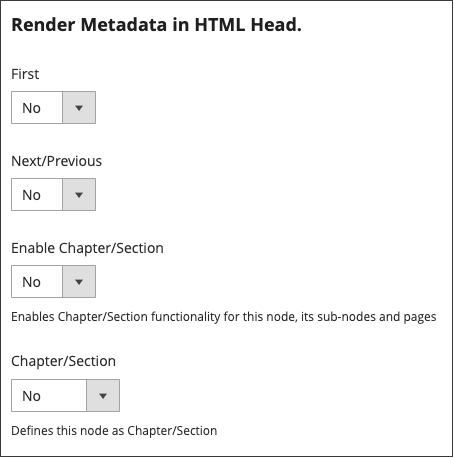 Render Metadata in HTML Head.
First
No
Next/Previous
No
Enable Chapter/Section
No
Enables Chapter/Section functionality for this node, its sub-nodes and pages
Chapter/Section
No
Defines this node as Chapter/Section